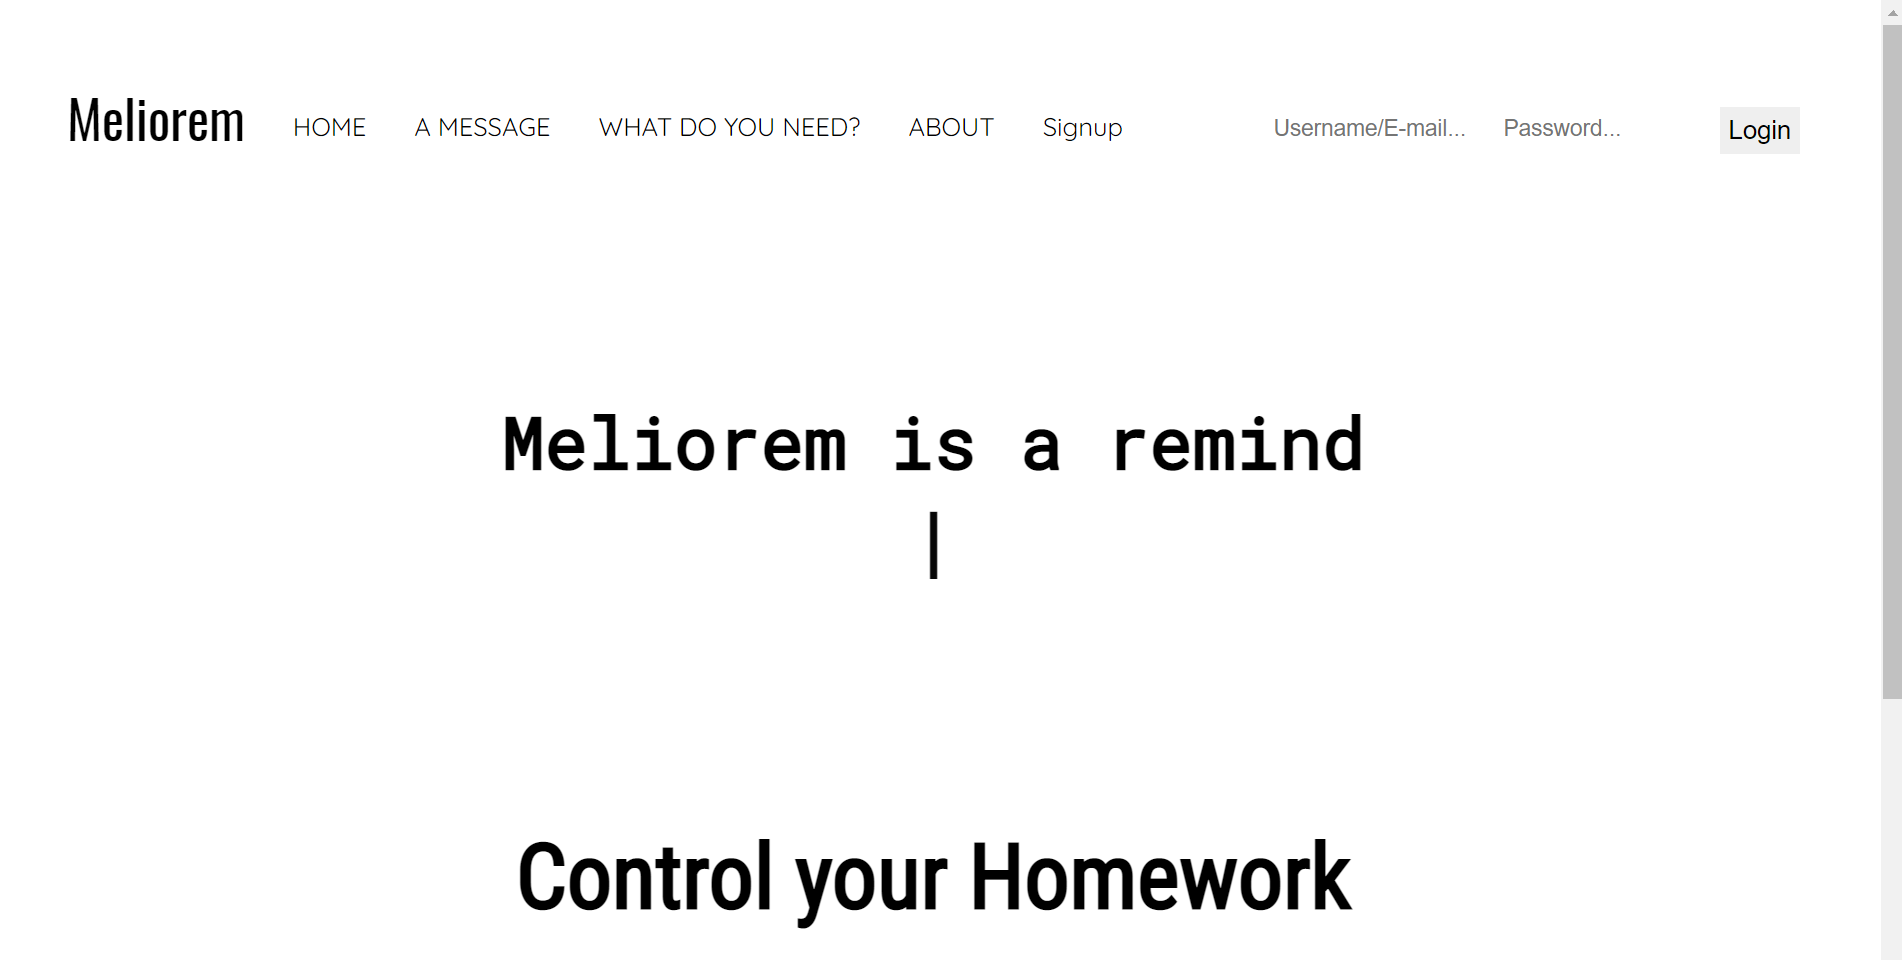 Meliorem HOME A MESSAGE WHAT DO YOU NEED? ABOUT Signup Username/E-mail... Password... Login
Meliorem is a remind
|
Control your Homework